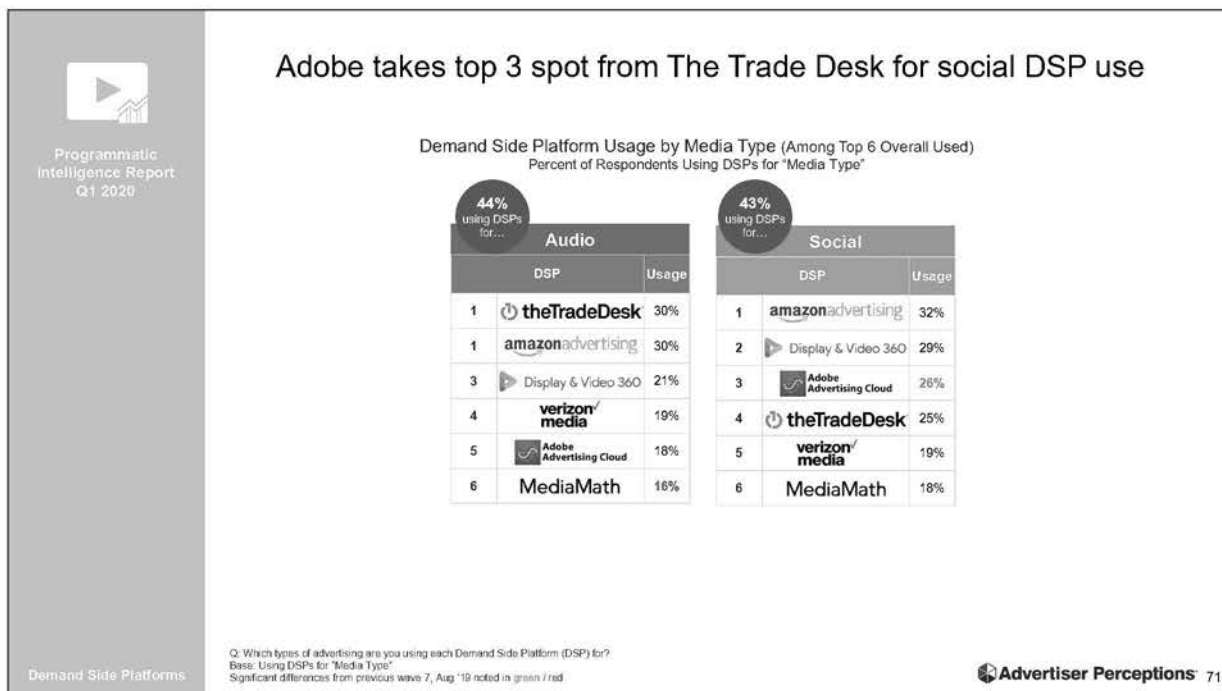 Programmatic
Intelligence Report
Q1 2020
Adobe takes top 3 spot from The Trade Desk for social DSP use
Demand Side Platform Usage by Media Type (Among Top 6 Overall Used)
Percent of Respondents Using DSPs for "Media Type"
44%
using DSPs
for...
Audio
DSP Usage
1 theTradeDesk 30%
1 amazonadvertising 30%
3 Display & Video 360 21%
4 verizon media 19%
5 Adobe Advertising Cloud 18%
6 MediaMath 16%
43%
using DSPs
for...
Social
DSP Usage
1 amazonadvertising 32%
2 Display & Video 360 29%
3 Adobe Advertising Cloud 26%
4 theTradeDesk 25%
5 verizon media 19%
6 MediaMath 18%
Q: Which types of advertising are you using each Demand Side Platform (DSP) for?
Base: Using DSPs for "Media Type"
Significant differences from previous wave 7, Aug '19 noted in green / red
Demand Side Platforms
Advertiser Perceptions 71